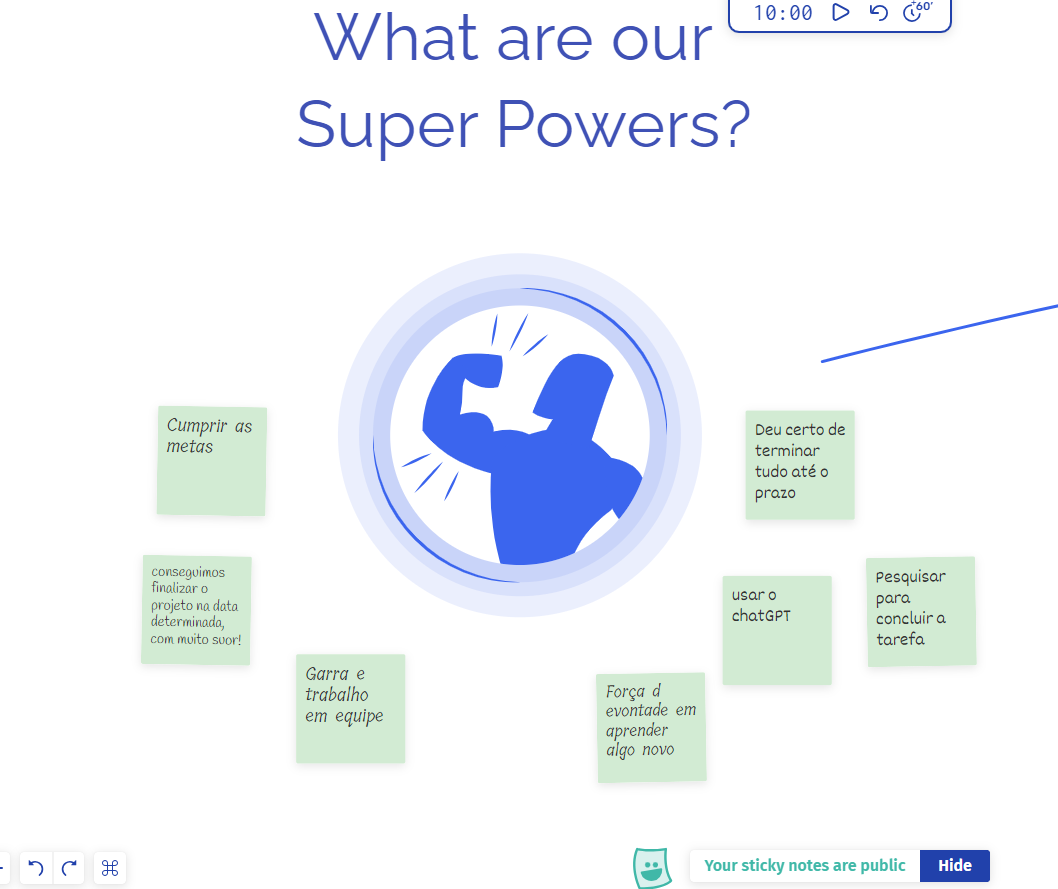 What are our
Super Powers?
10:00
+60'
Cumprir as
metas
Deu certo de
terminar
tudo até o
prazo
conseguimos
finalizar o
projeto na data
determinada,
com muito suor!
usar o
chatGPT
Pesquisar
para
concluir a
tarefa
Garra e
trabalho
em equipe
Força d
evontade em
aprender
algo novo
Your sticky notes are public
Hide